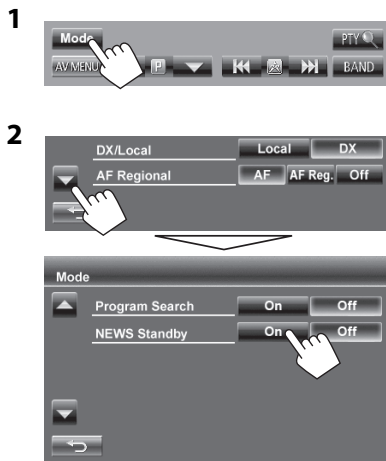 1
Mode
PTY
AV MENU P BAND
2
DX/Local Local DX
AF Regional AF AF Reg. Off
Mode
Program Search On Off
NEWS Standby On Off